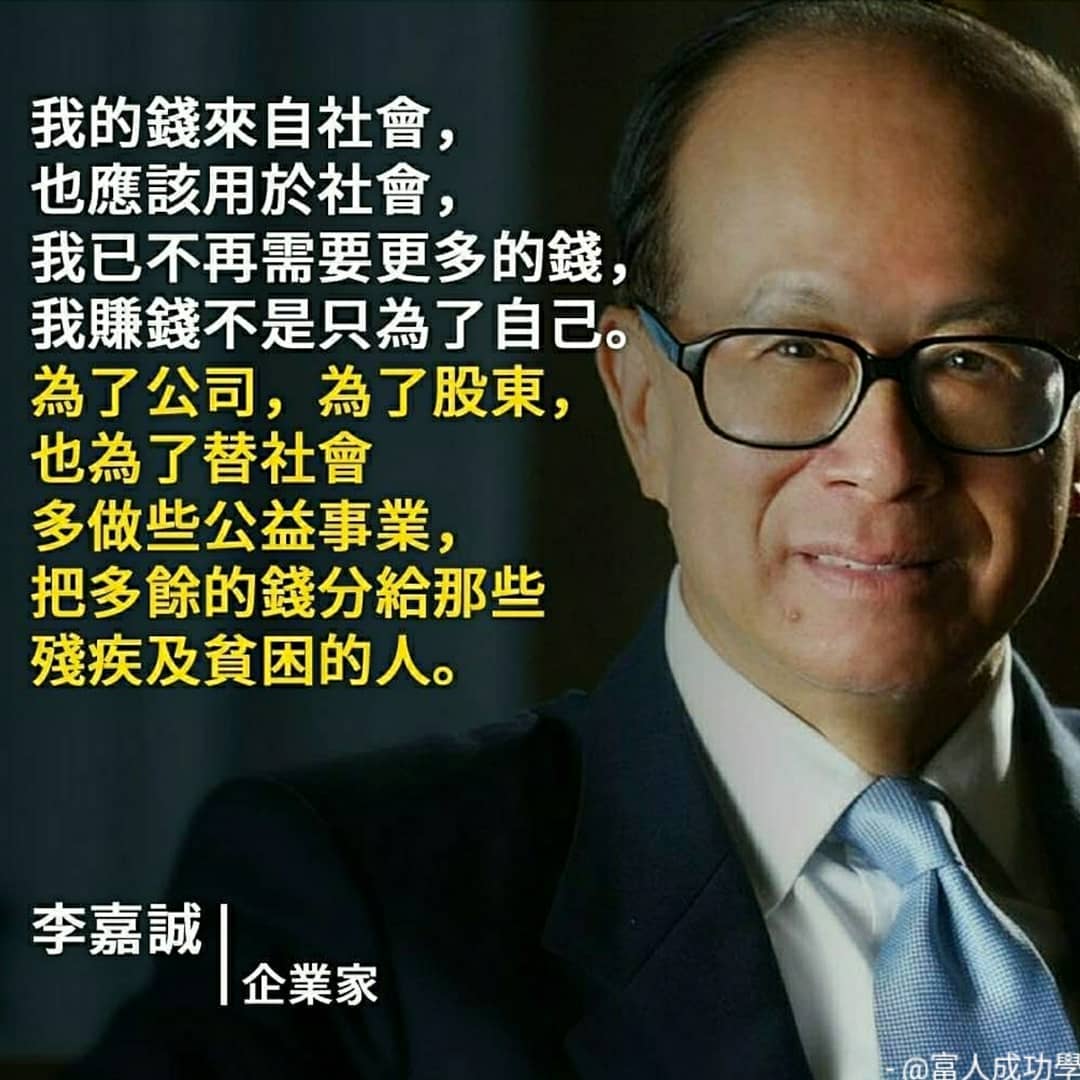 我的錢來自社會，
也應該用於社會，
我已不再需要更多的錢，
我賺錢不是只為了自己。
為了公司，為了股東，
也為了替社會
多做些公益事業，
把多餘的錢分給那些
殘疾及貧困的人。
李嘉誠
企業家
- @富人成功學